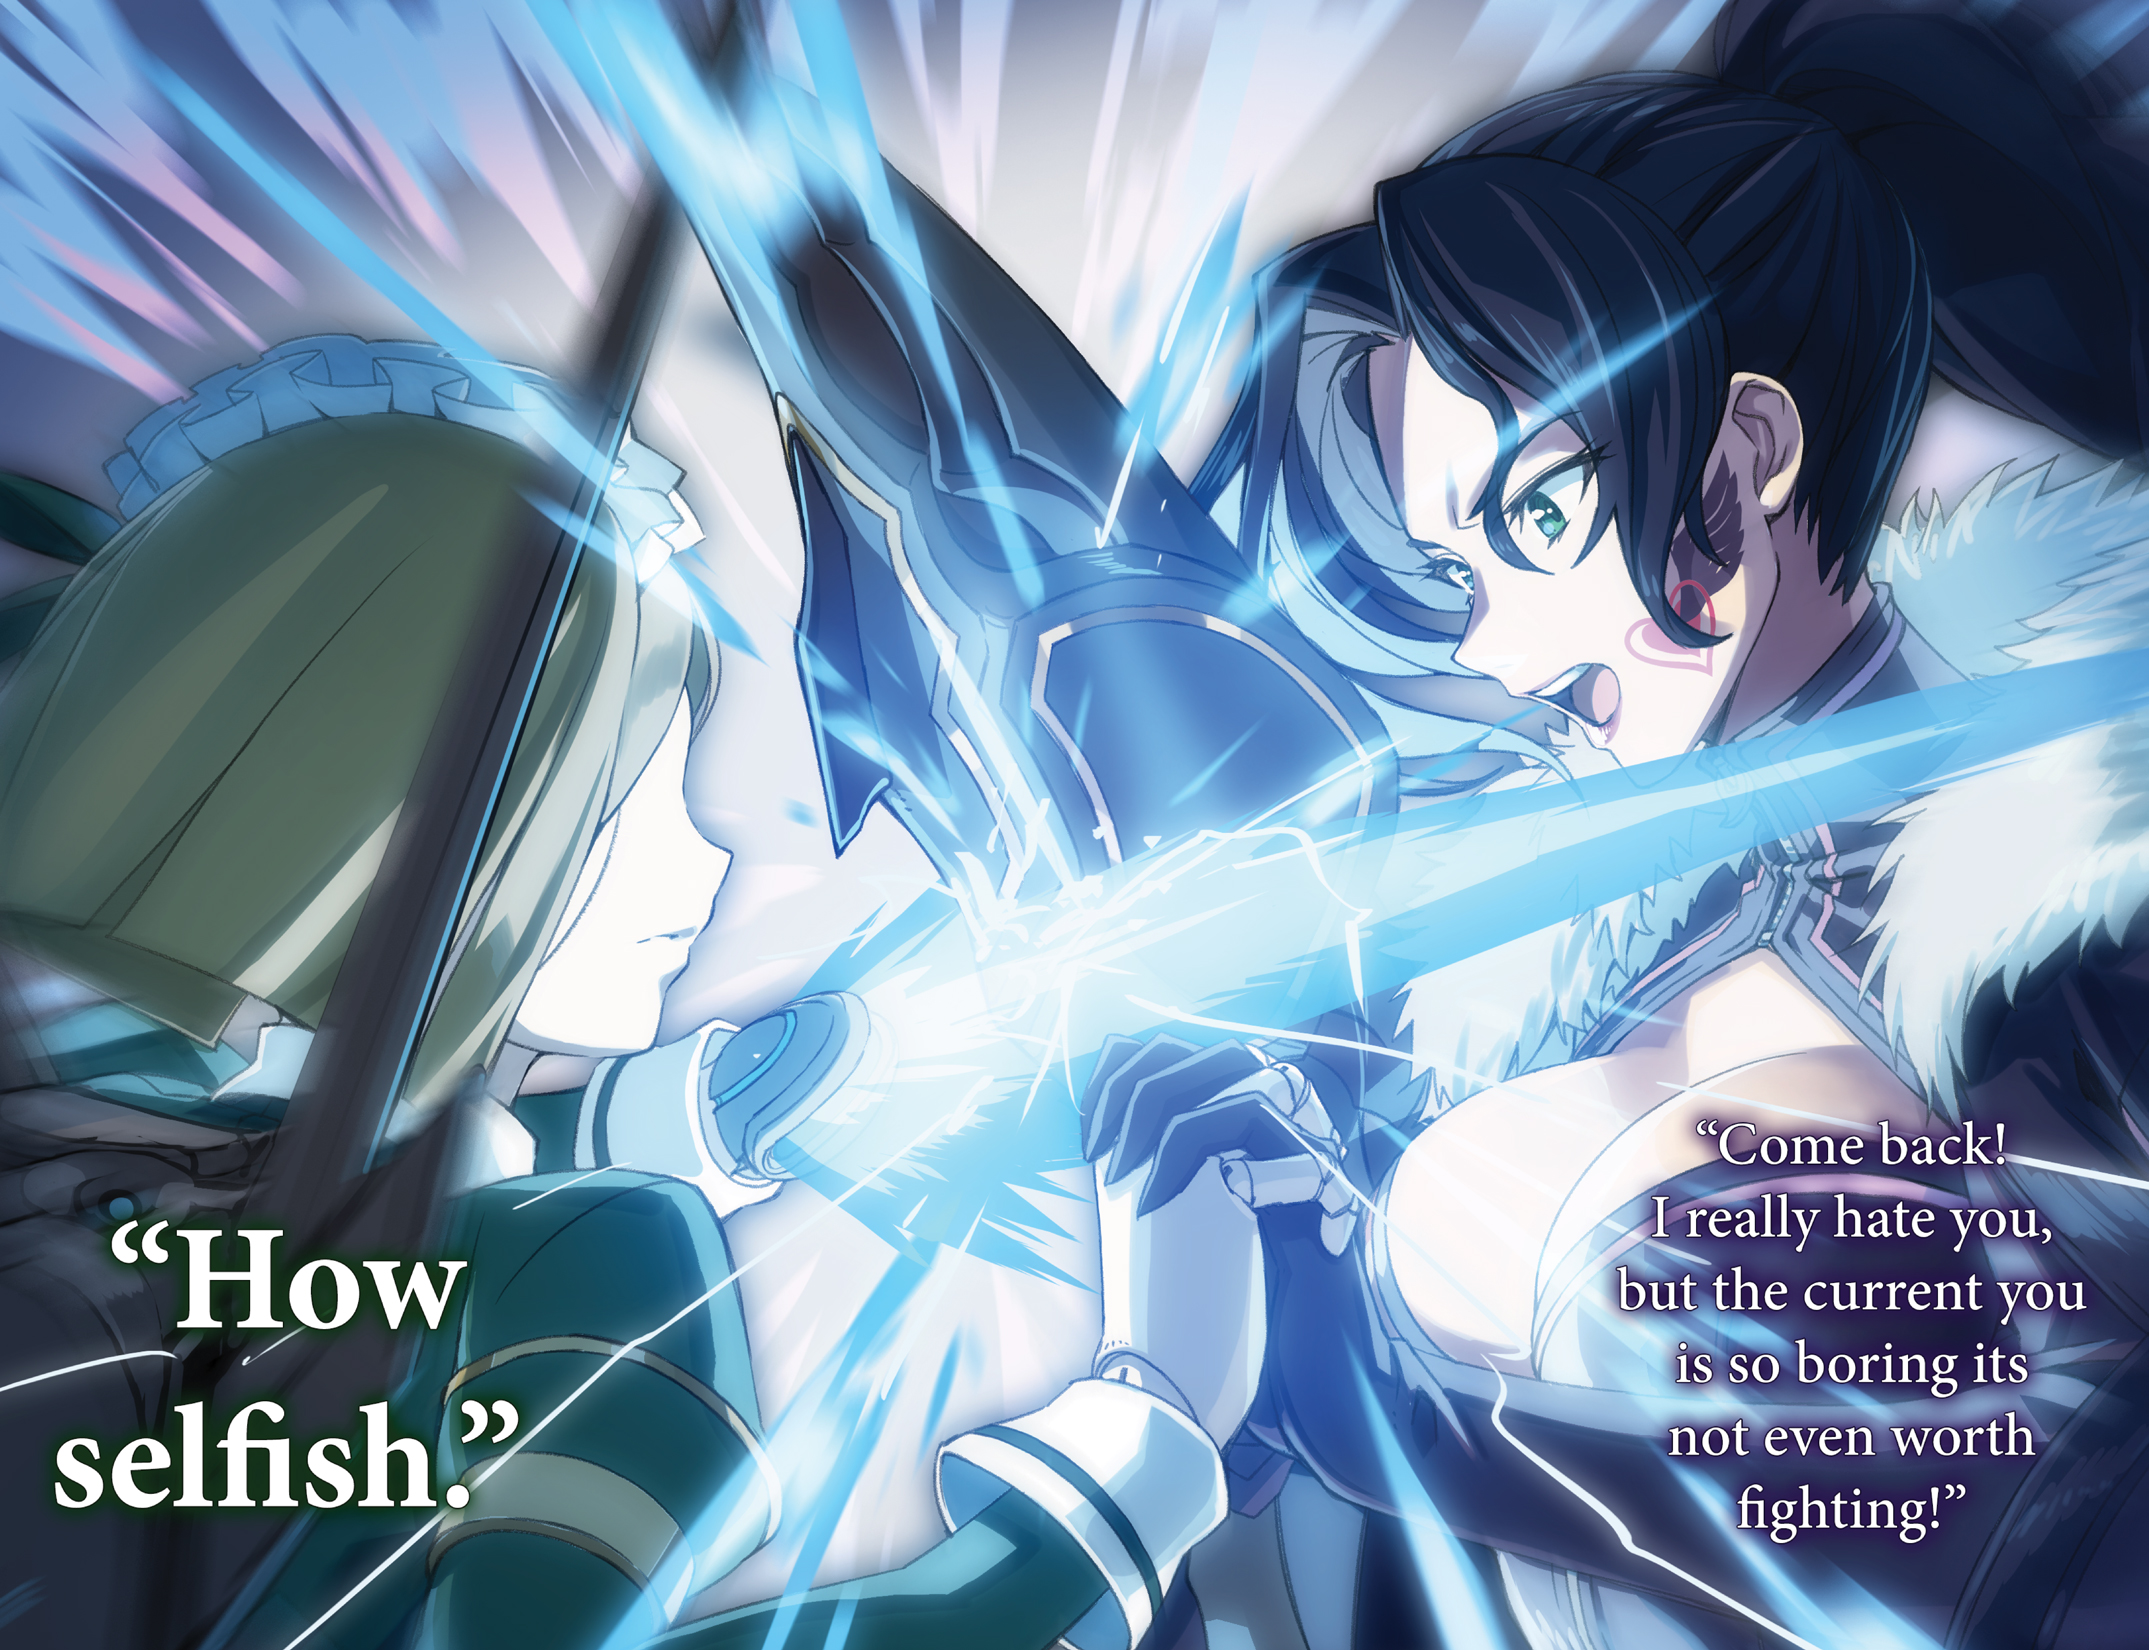 “How
selfish.”
“Come back!
I really hate you,
but the current you
is so boring its
not even worth
fighting!”